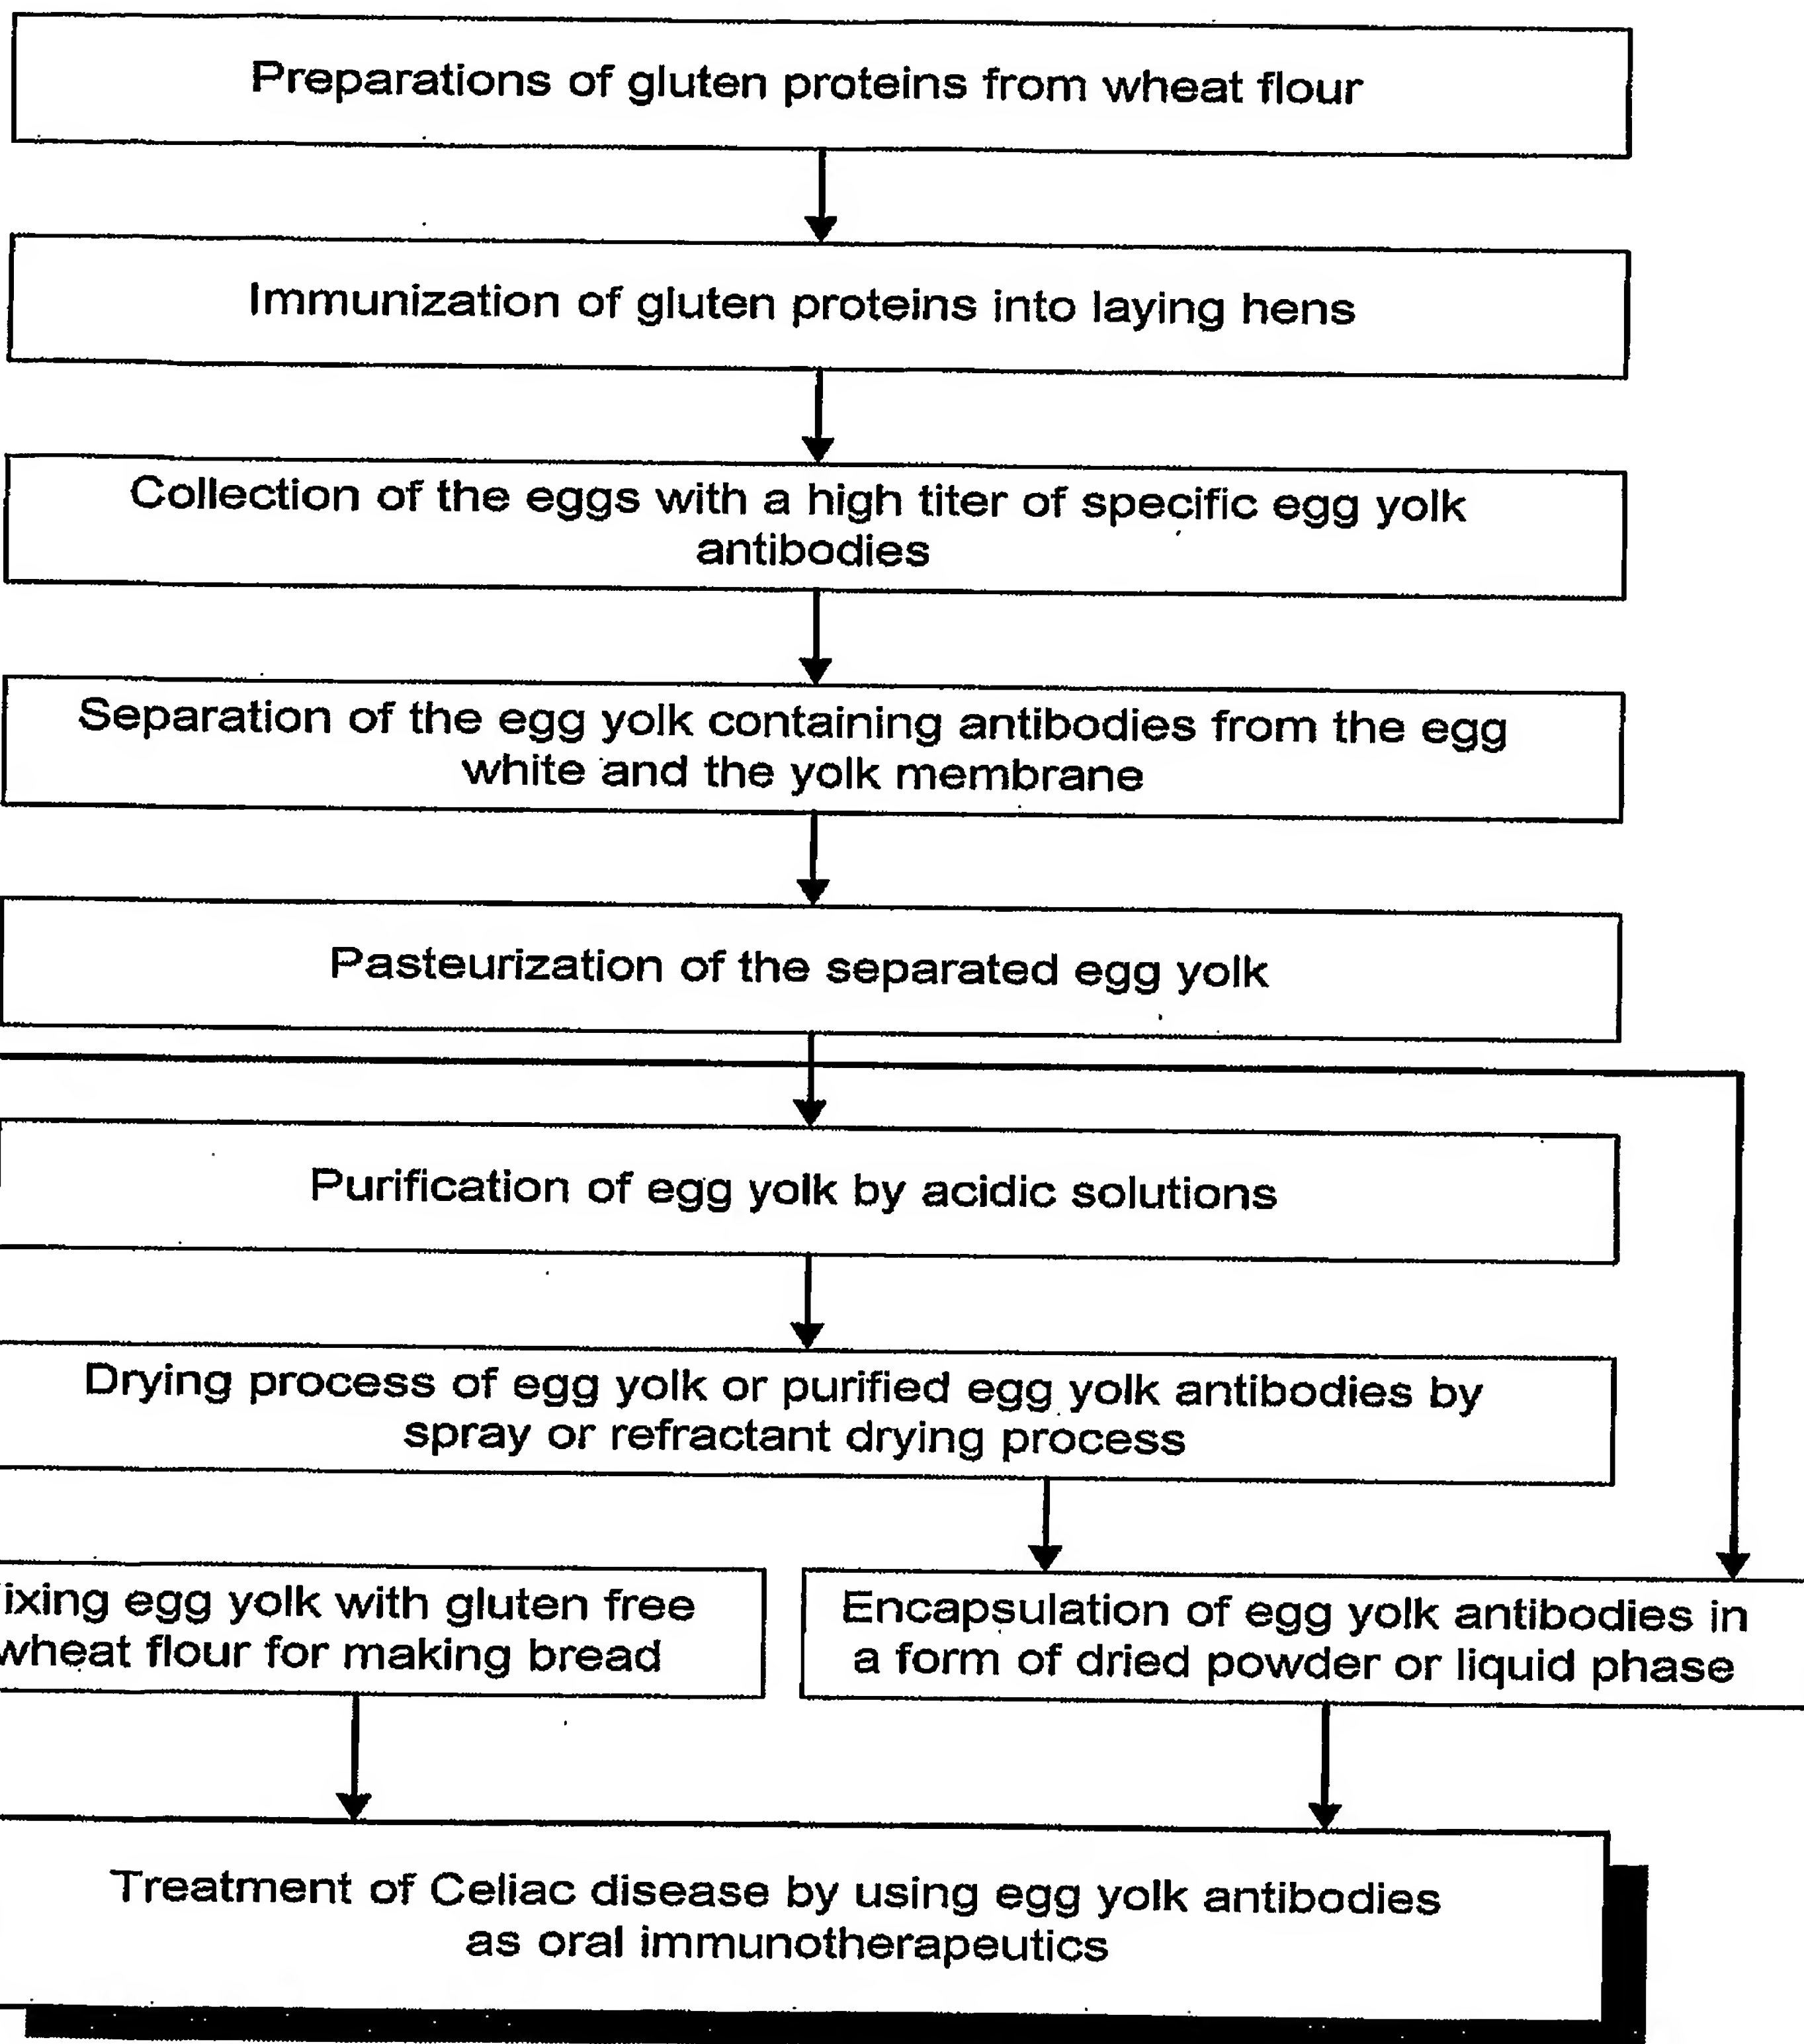 Preparations of gluten proteins from wheat flour
Immunization of gluten proteins into laying hens
Collection of the eggs with a high titer of specific egg yolk
antibodies
Separation of the egg yolk containing antibodies from the egg
white and the yolk membrane
Pasteurization of the separated egg yolk
Purification of egg yolk by acidic solutions
Drying process of egg yolk or purified egg yolk antibodies by
spray or refractant drying process
ixing egg yolk with gluten free
wheat flour for making bread
Encapsulation of egg yolk antibodies in
a form of dried powder or liquid phase
Treatment of Celiac disease by using egg yolk antibodies
as oral immunotherapeutics